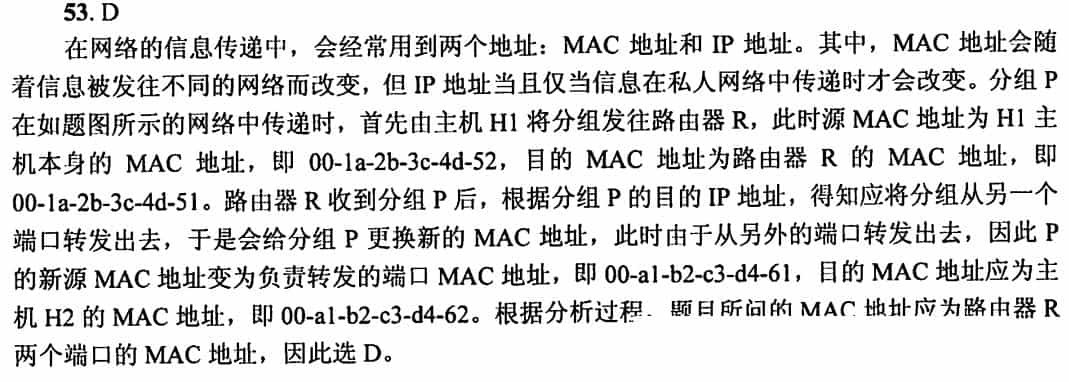 53. D
在网络的信息传递中，会经常用到两个地址：MAC 地址和 IP 地址。其中，MAC 地址会随
着信息被发往不同的网络而改变，但 IP 地址当且仅当信息在私人网络中传递时才会改变。分组 P
在如题图所示的网络中传递时，首先由主机 H1 将分组发往路由器 R，此时源 MAC 地址为 H1 主
机本身的 MAC 地址，即 00-1a-2b-3c-4d-52，目的 MAC 地址为路由器 R 的 MAC 地址，即
00-1a-2b-3c-4d-51。路由器 R 收到分组 P 后，根据分组 P 的目的 IP 地址，得知应将分组从另一个
端口转发出去，于是会给分组 P 更换新的 MAC 地址，此时由于从另外的端口转发出去，因此 P
的新源 MAC 地址变为负责转发的端口 MAC 地址，即 00-a1-b2-c3-d4-61，目的 MAC 地址应为主
机 H2 的 MAC 地址，即 00-a1-b2-c3-d4-62。根据分析过程，题目所问的 MAC 地址应为路由器 R
两个端口的 MAC 地址，因此选 D。